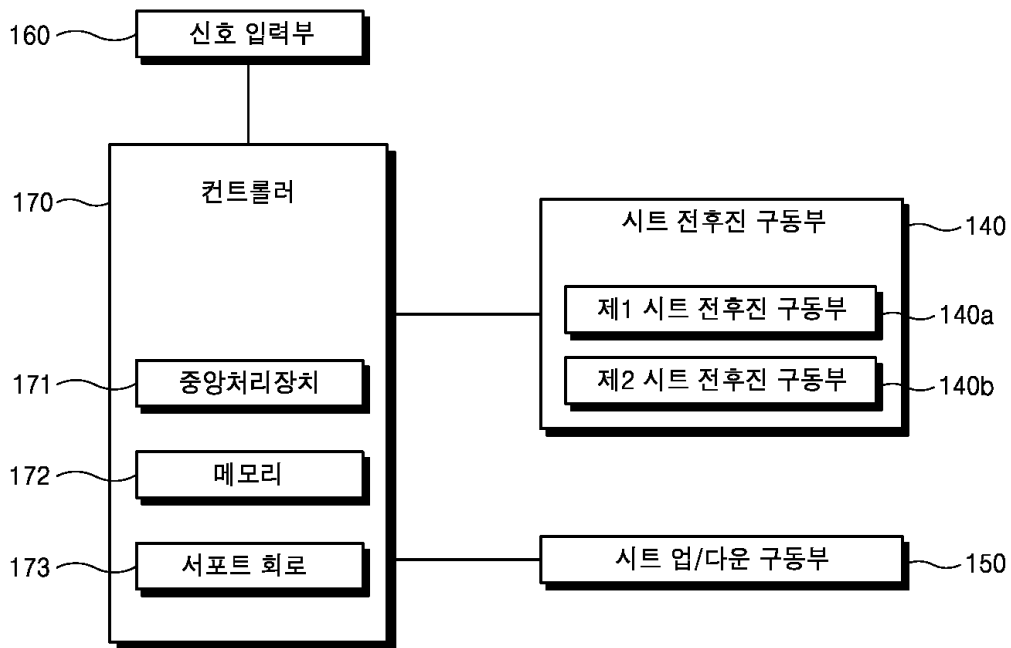 160
신호 입력부
170
컨트롤러
171
중앙처리장치
172
메모리
173
서포트 회로
시트 전후진 구동부
140
제1 시트 전후진 구동부
140a
제2 시트 전후진 구동부
140b
시트 업/다운 구동부
150